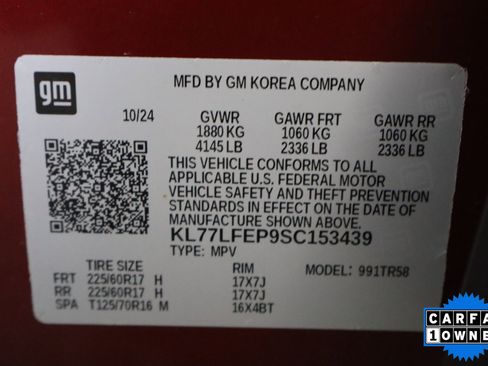 gm
MFD BY GM KOREA COMPANY
10/24 GVWR GAWR FRT GAWR RR
1880 KG 1060 KG 1060 KG
4145 LB 2336 LB 2336 LB
THIS VEHICLE CONFORMS TO ALL
APPLICABLE U.S. FEDERAL MOTOR
VEHICLE SAFETY AND THEFT PREVENTION
STANDARDS IN EFFECT ON THE DATE OF
MANUFACTURE SHOWN ABOVE.
KL77LFEP9SC153439
TYPE: MPV
TIRE SIZE RIM MODEL: 991TR58
FRT 225/60R17 H 17X7J
RR 225/60R17 H 17X7J
SPA T125/70R16 M 16X4BT
CARFA
1 OWNE